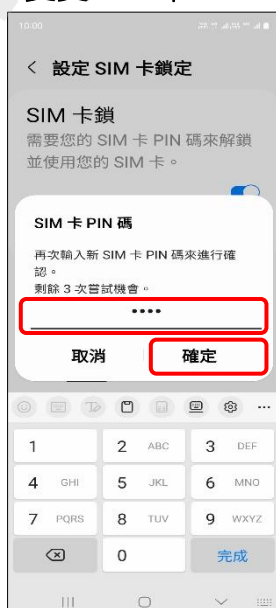 10:00
< 設定 SIM 卡鎖定
SIM 卡鎖
需要您的 SIM 卡 PIN 碼來解鎖
並使用您的 SIM 卡。
SIM 卡 PIN 碼
再次輸入新 SIM 卡 PIN 碼來進行確
認。
剩餘 3 次嘗試機會。
••••
取消 確定
1 2 ABC 3 DEF
4 GHI 5 JKL 6 MNO
7 PQRS 8 TUV 9 WXYZ
0 完成